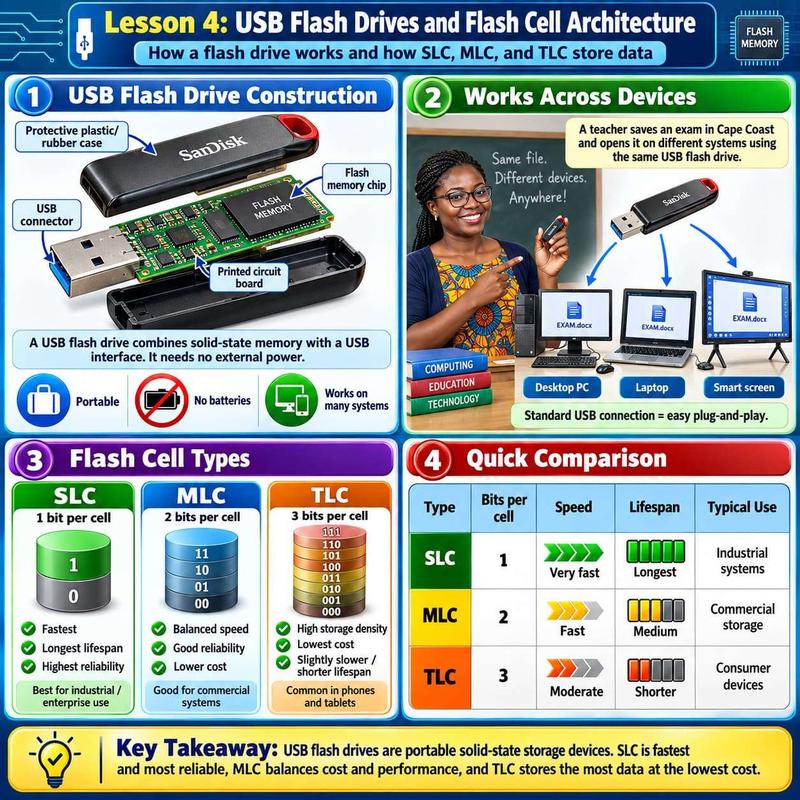 Lesson 4: USB Flash Drives and Flash Cell Architecture
How a flash drive works and how SLC, MLC, and TLC store data
FLASH
MEMORY
1 USB Flash Drive Construction
Protective plastic/
rubber case
SanDisk
Flash
memory chip
USB
connector
FLASH
MEMORY
Printed circuit
board
A USB flash drive combines solid-state memory with a USB
interface. It needs no external power.
Portable
No batteries
Works on
many systems
2 Works Across Devices
A teacher saves an exam in Cape Coast
and opens it on different systems using
the same USB flash drive.
Same file.
Different devices.
Anywhere!
SanDisk
EXAM.docx
EXAM.docx
EXAM.docx
COMPUTING
EDUCATION
TECHNOLOGY
Desktop PC
Laptop
Smart screen
Standard USB connection = easy plug-and-play.
3 Flash Cell Types
SLC
1 bit per cell
1
0
Fastest
Longest lifespan
Highest reliability
Best for industrial /
enterprise use
MLC
2 bits per cell
11
10
01
00
Balanced speed
Good reliability
Lower cost
Good for commercial
systems
TLC
3 bits per cell
111
110
101
100
011
010
001
000
High storage density
Lowest cost
Slightly slower /
shorter lifespan
Common in phones
and tablets
4 Quick Comparison
Type Bits per cell Speed Lifespan Typical Use
SLC 1 Very fast Longest Industrial systems
MLC 2 Fast Medium Commercial storage
TLC 3 Moderate Shorter Consumer devices
Key Takeaway: USB flash drives are portable solid-state storage devices. SLC is fastest
and most reliable, MLC balances cost and performance, and TLC stores the most data at the lowest cost.